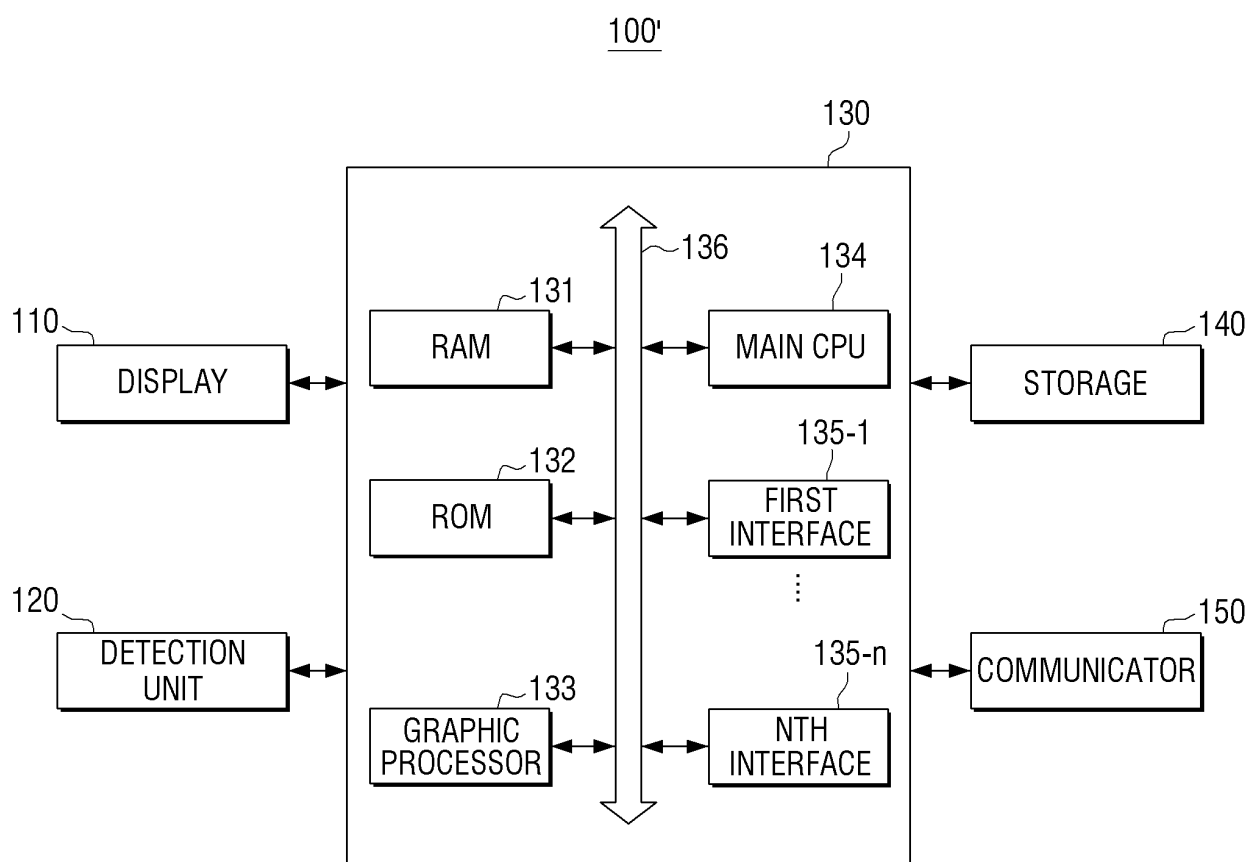 100'
130
136
134
131
110
RAM
MAIN CPU
140
DISPLAY
STORAGE
132
135-1
ROM
FIRST
INTERFACE
120
150
DETECTION
UNIT
133
135-n
COMMUNICATOR
GRAPHIC
PROCESSOR
NTH
INTERFACE